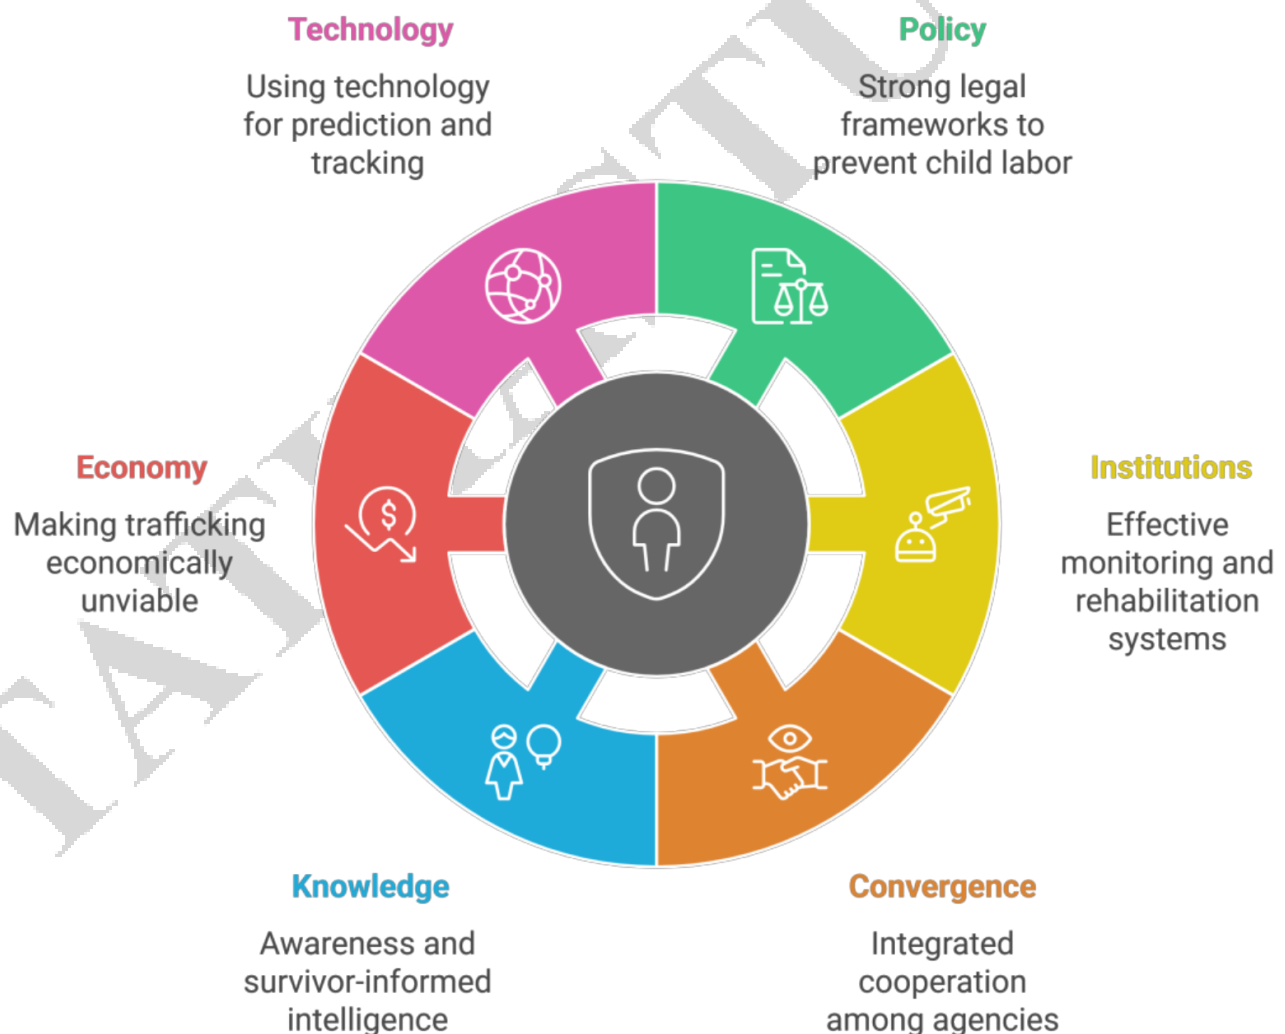 Technology
Using technology
for prediction and
tracking
Policy
Strong legal
frameworks to
prevent child labor
Economy
Making trafficking
economically
unviable
$
Institutions
Effective
monitoring and
rehabilitation
systems
Knowledge
Awareness and
survivor-informed
intelligence
Convergence
Integrated
cooperation
among agencies